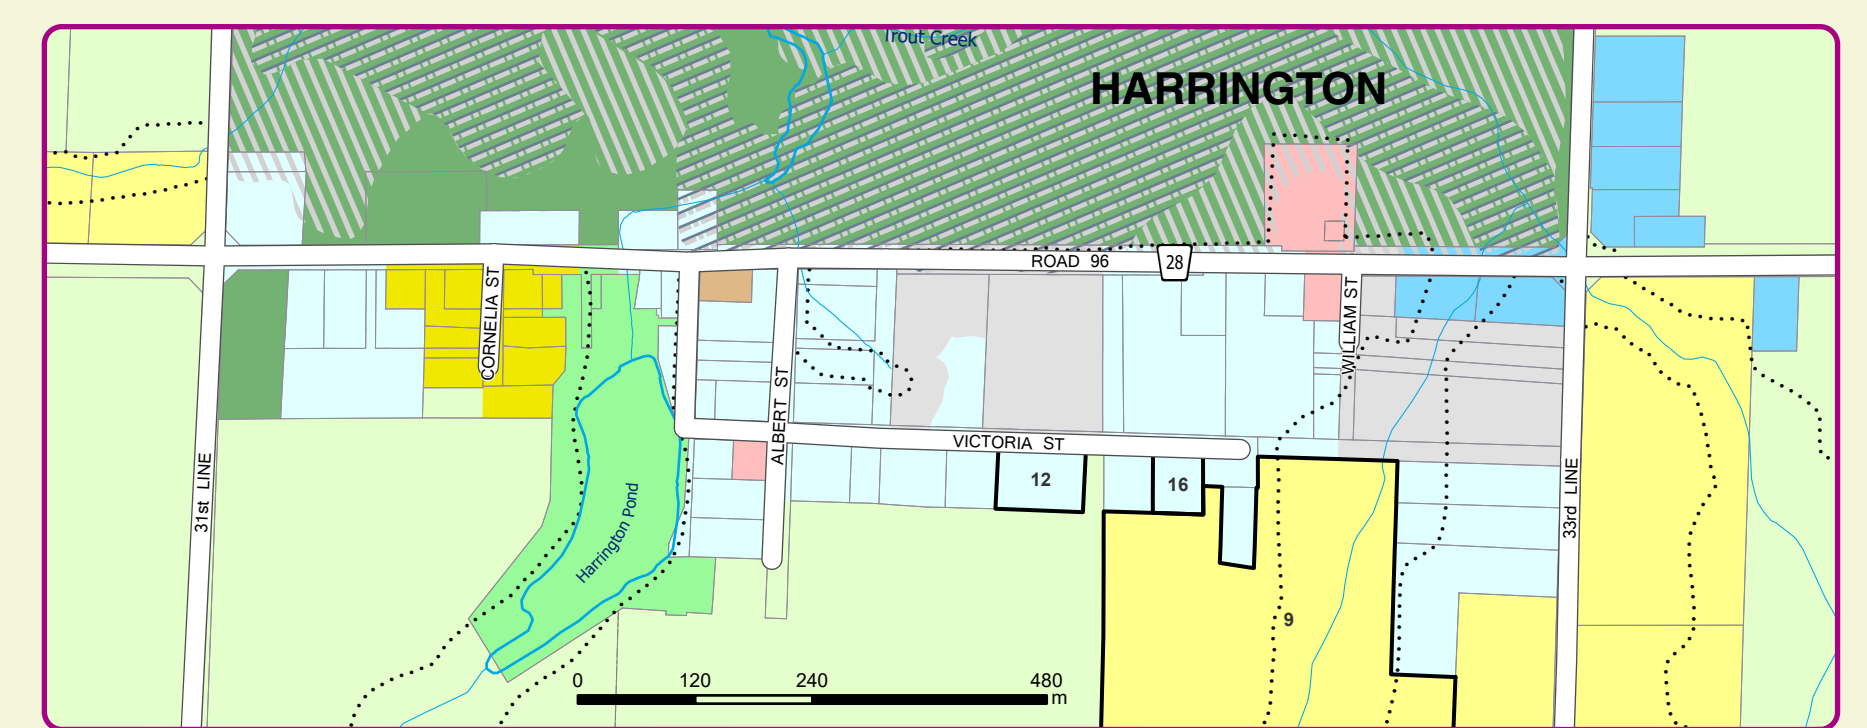 Trout Creek
HARRINGTON
ROAD 96
28
CORNELIA ST
WILLIAM ST
ALBERT ST
VICTORIA ST
31st LINE
33rd LINE
12
16
Harrington Pond
9
0 120 240 480
m